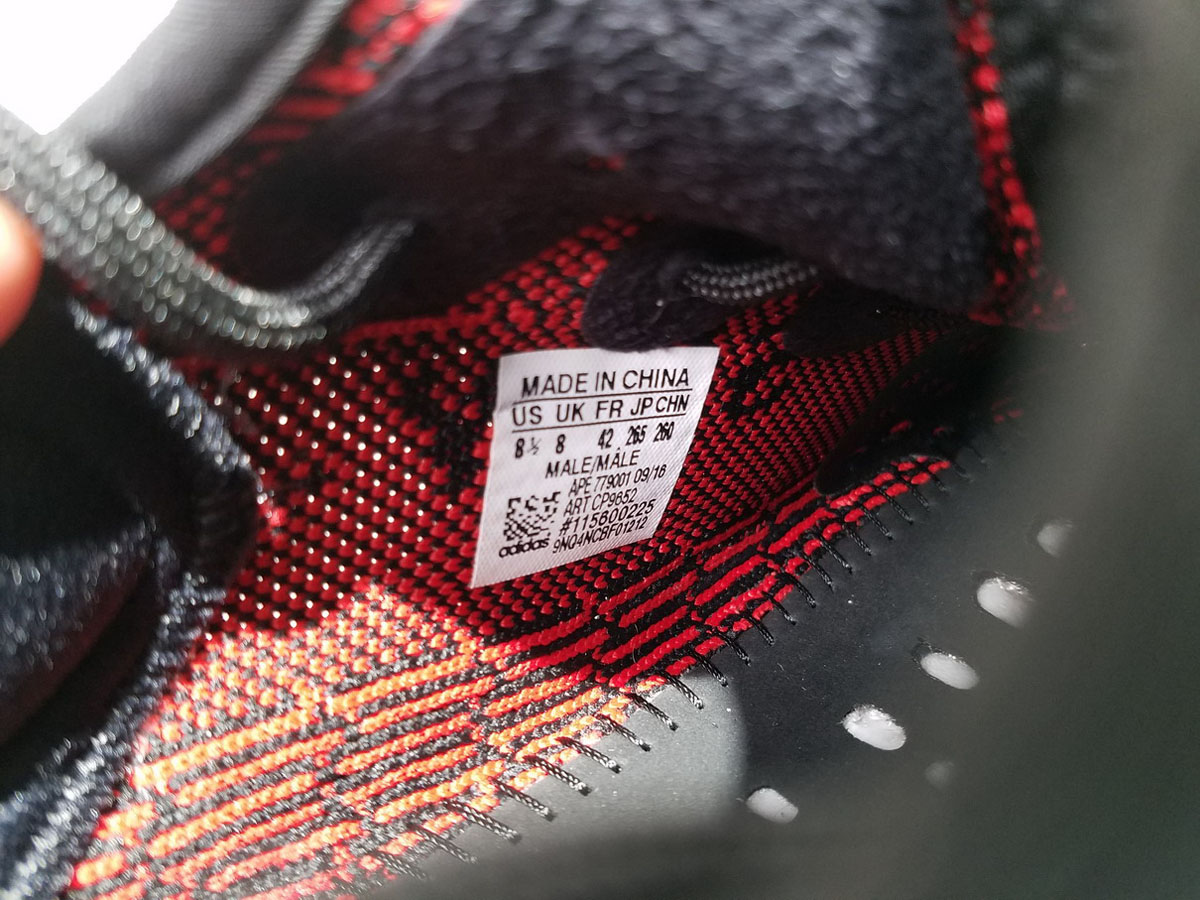 MADE IN CHINA
US UK FR JP CHN
8½ 8 42 265 260
MALE/MÂLE
APE 779001 09/16
ART CP9652
#115600225
adidas 9N04NCBF01212